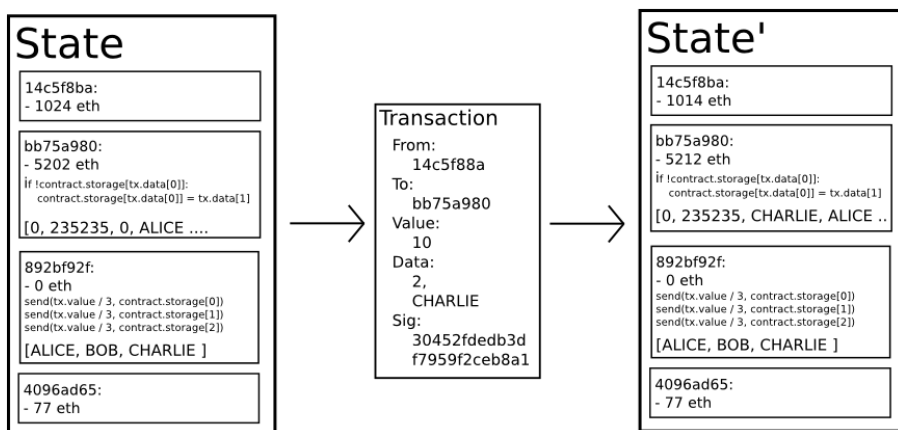 State
14c5f8ba:
- 1024 eth
bb75a980:
- 5202 eth
if !contract.storage[tx.data[0]]:
contract.storage[tx.data[0]] = tx.data[1]
[0, 235235, 0, ALICE ....
892bf92f:
- 0 eth
send(tx.value / 3, contract.storage[0])
send(tx.value / 3, contract.storage[1])
send(tx.value / 3, contract.storage[2])
[ALICE, BOB, CHARLIE ]
4096ad65:
- 77 eth
Transaction
From:
14c5f88a
To:
bb75a980
Value:
10
Data:
2,
CHARLIE
Sig:
30452fdedb3d
f7959f2ceb8a1
State'
14c5f8ba:
- 1014 eth
bb75a980:
- 5212 eth
if !contract.storage[tx.data[0]]:
contract.storage[tx.data[0]] = tx.data[1]
[0, 235235, CHARLIE, ALICE ..
892bf92f:
- 0 eth
send(tx.value / 3, contract.storage[0])
send(tx.value / 3, contract.storage[1])
send(tx.value / 3, contract.storage[2])
[ALICE, BOB, CHARLIE ]
4096ad65:
- 77 eth